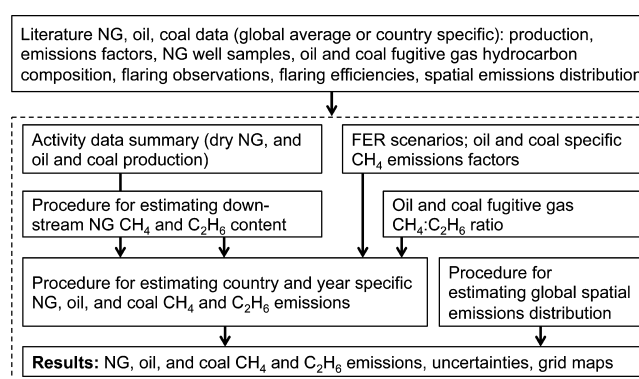 Literature NG, oil, coal data (global average or country specific): production,
emissions factors, NG well samples, oil and coal fugitive gas hydrocarbon
composition, flaring observations, flaring efficiencies, spatial emissions distribution
Activity data summary (dry NG, and
oil and coal production)
FER scenarios; oil and coal specific
CH₄ emissions factors
Procedure for estimating down-
stream NG CH₄ and C₂H₆ content
Oil and coal fugitive gas
CH₄:C₂H₆ ratio
Procedure for estimating country and year specific
NG, oil, and coal CH₄ and C₂H₆ emissions
Procedure for
estimating global spatial
emissions distribution
Results: NG, oil, and coal CH₄ and C₂H₆ emissions, uncertainties, grid maps